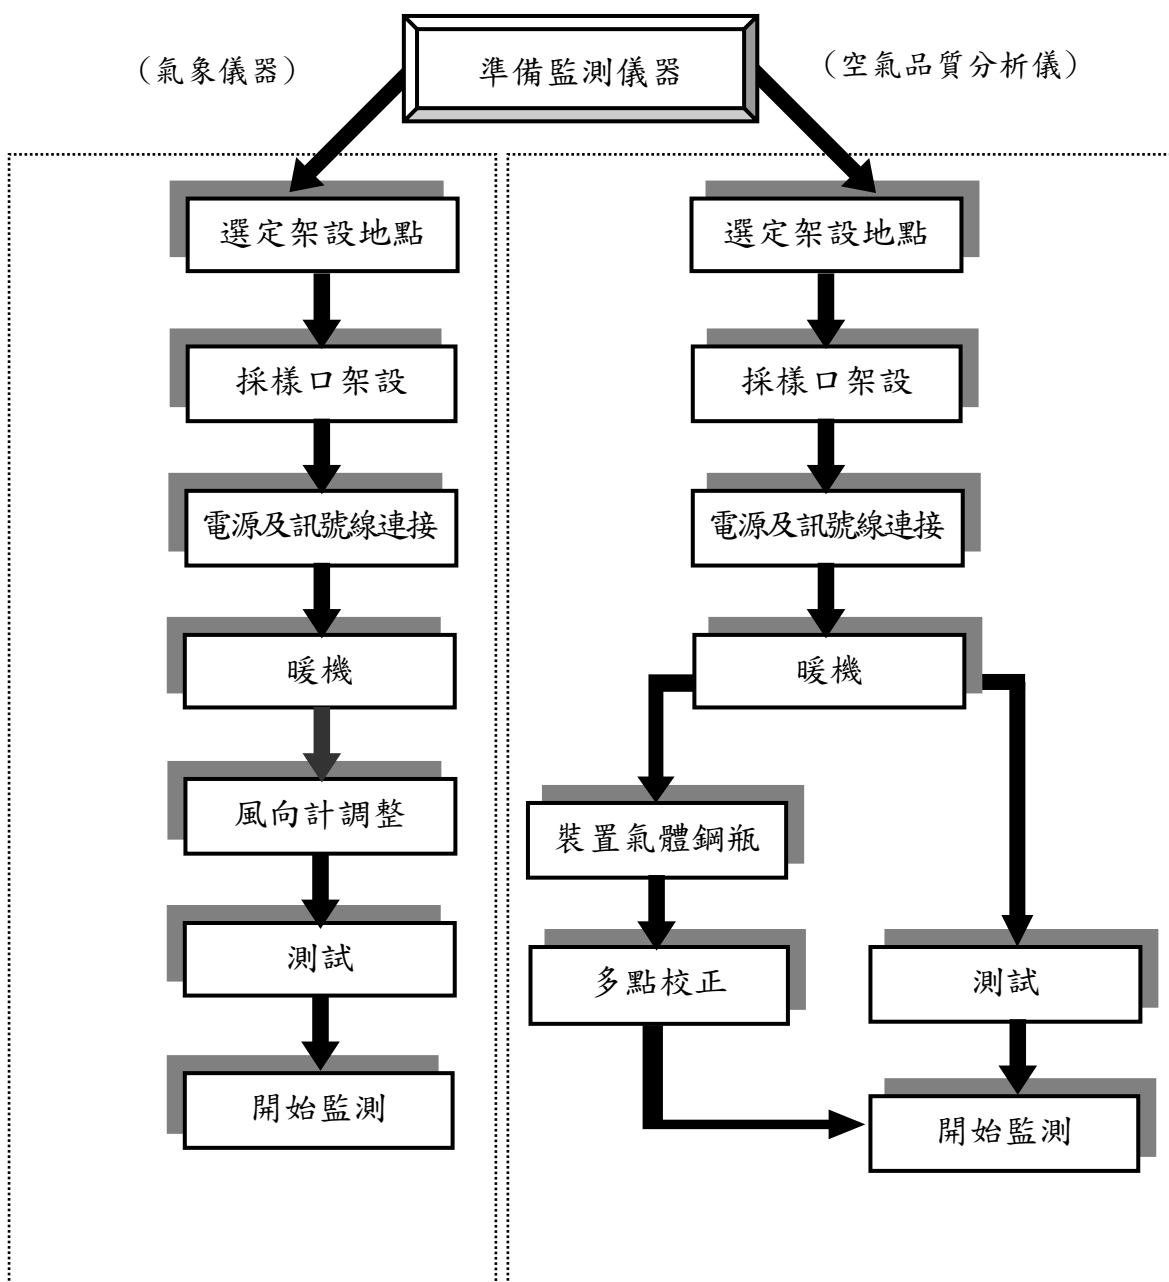 (氣象儀器)
準備監測儀器
(空氣品質分析儀)
選定架設地點
採樣口架設
電源及訊號線連接
暖機
風向計調整
測試
開始監測
選定架設地點
採樣口架設
電源及訊號線連接
暖機
裝置氣體鋼瓶
多點校正
測試
開始監測